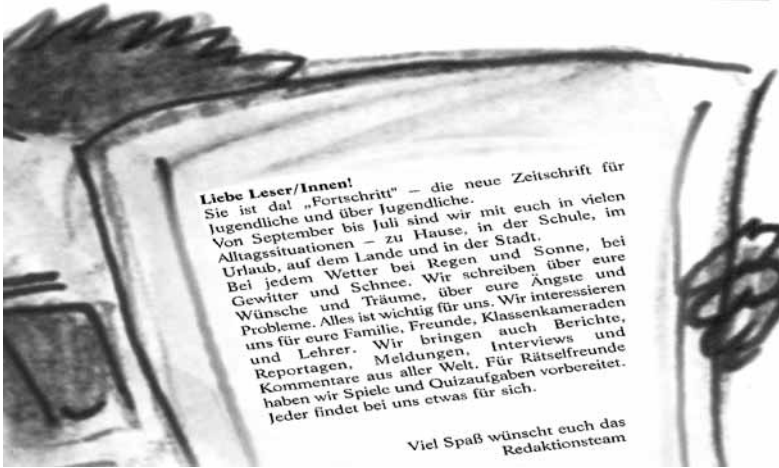 Liebe Leser/Innen!
Sie ist da! „Fortschritt" – die neue Zeitschrift für
Jugendliche und über Jugendliche.
Von September bis Juli sind wir mit euch in vielen
Alltagssituationen – zu Hause, in der Schule, im
Urlaub, auf dem Lande und in der Stadt.
Bei jedem Wetter bei Regen und Sonne, bei
Gewitter und Schnee. Wir schreiben über eure
Wünsche und Träume, über eure Ängste und
Probleme. Alles ist wichtig für uns. Wir interessieren
uns für eure Familie, Freunde, Klassenkameraden
und Lehrer. Wir bringen auch Berichte,
Reportagen, Meldungen, Interviews und
Kommentare aus aller Welt. Für Rätselfreunde
haben wir Spiele und Quizaufgaben vorbereitet.
Jeder findet bei uns etwas für sich.
Viel Spaß wünscht euch das
Redaktionsteam